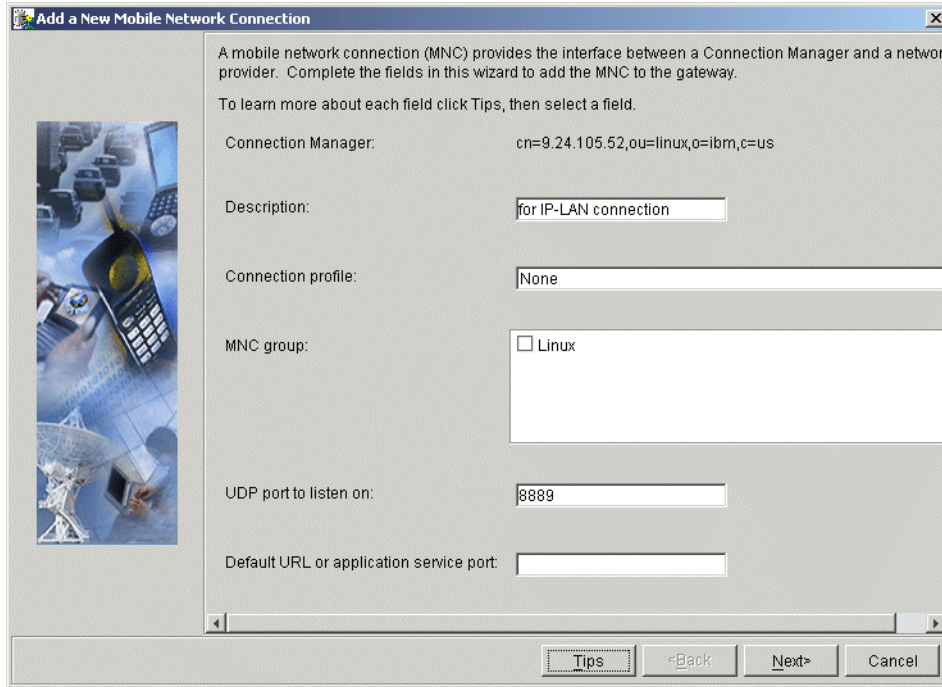 Add a New Mobile Network Connection
A mobile network connection (MNC) provides the interface between a Connection Manager and a networ
provider. Complete the fields in this wizard to add the MNC to the gateway.
To learn more about each field click Tips, then select a field.
Connection Manager: cn=9.24.105.52,ou=linux,o=ibm,c=us
Description: for IP-LAN connection
Connection profile: None
MNC group: Linux
UDP port to listen on: 8889
Default URL or application service port:
Tips <Back Next> Cancel